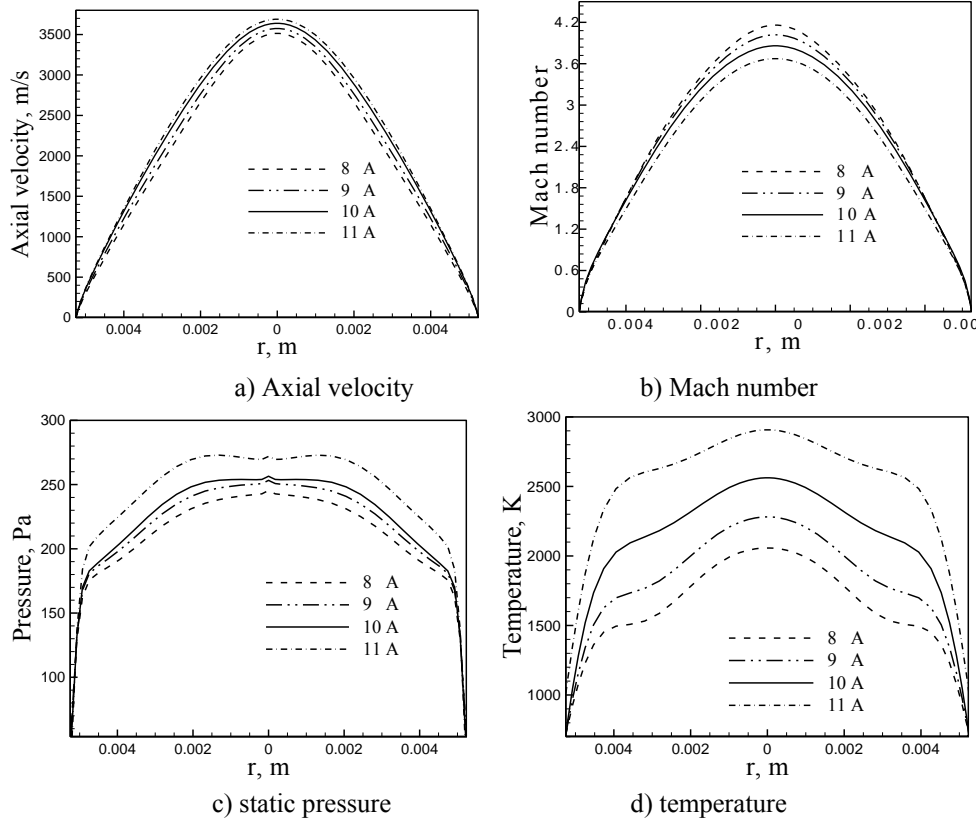 Axial velocity, m/s
3500
3000
2500
2000
1500
1000
500
0
8 A
9 A
10 A
11 A
0.004 0.002 0 0.002 0.004
r, m
a) Axial velocity
Mach number
4.2
3.6
3
2.4
1.8
1.2
0.6
0
8 A
9 A
10 A
11 A
0.004 0.002 0 0.002 0.00
r, m
b) Mach number
Pressure, Pa
300
250
200
150
100
8 A
9 A
10 A
11 A
0.004 0.002 0 0.002 0.004
r, m
c) static pressure
Temperature, K
3000
2500
2000
1500
1000
8 A
9 A
10 A
11 A
0.004 0.002 0 0.002 0.004
r, m
d) temperature